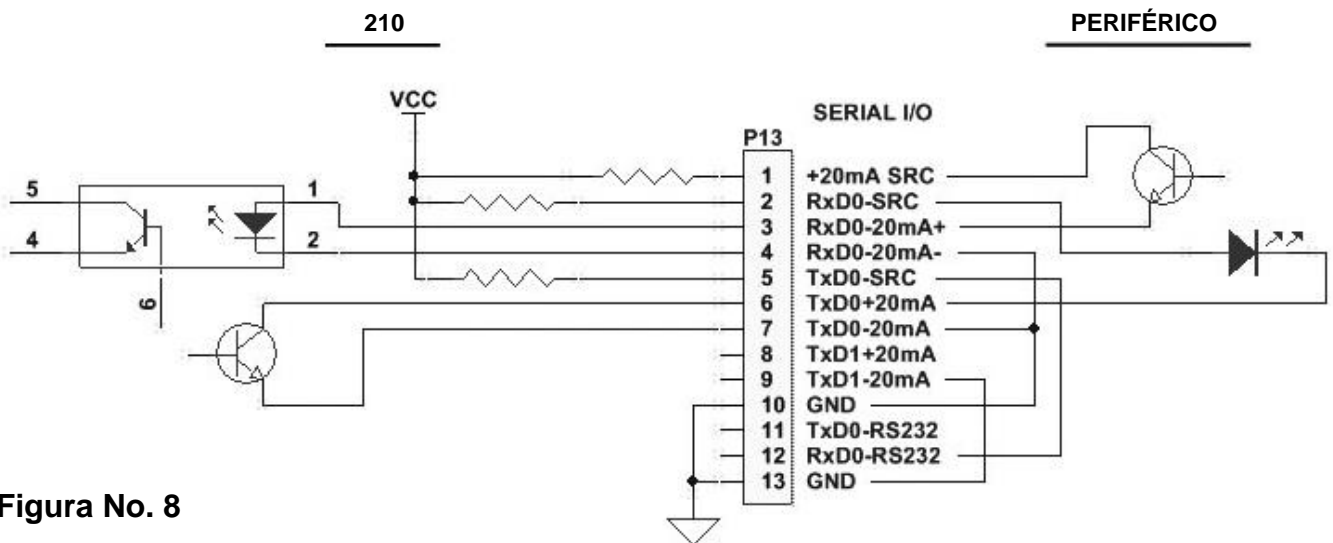 210
PERIFÉRICO
VCC
SERIAL I/O
P13
5
4
6
1
2
1 +20mA SRC
2 RxD0-SRC
3 RxD0-20mA+
4 RxD0-20mA-
5 TxD0-SRC
6 TxD0+20mA
7 TxD0-20mA
8 TxD1+20mA
9 TxD1-20mA
10 GND
11 TxD0-RS232
12 RxD0-RS232
13 GND
Figura No. 8